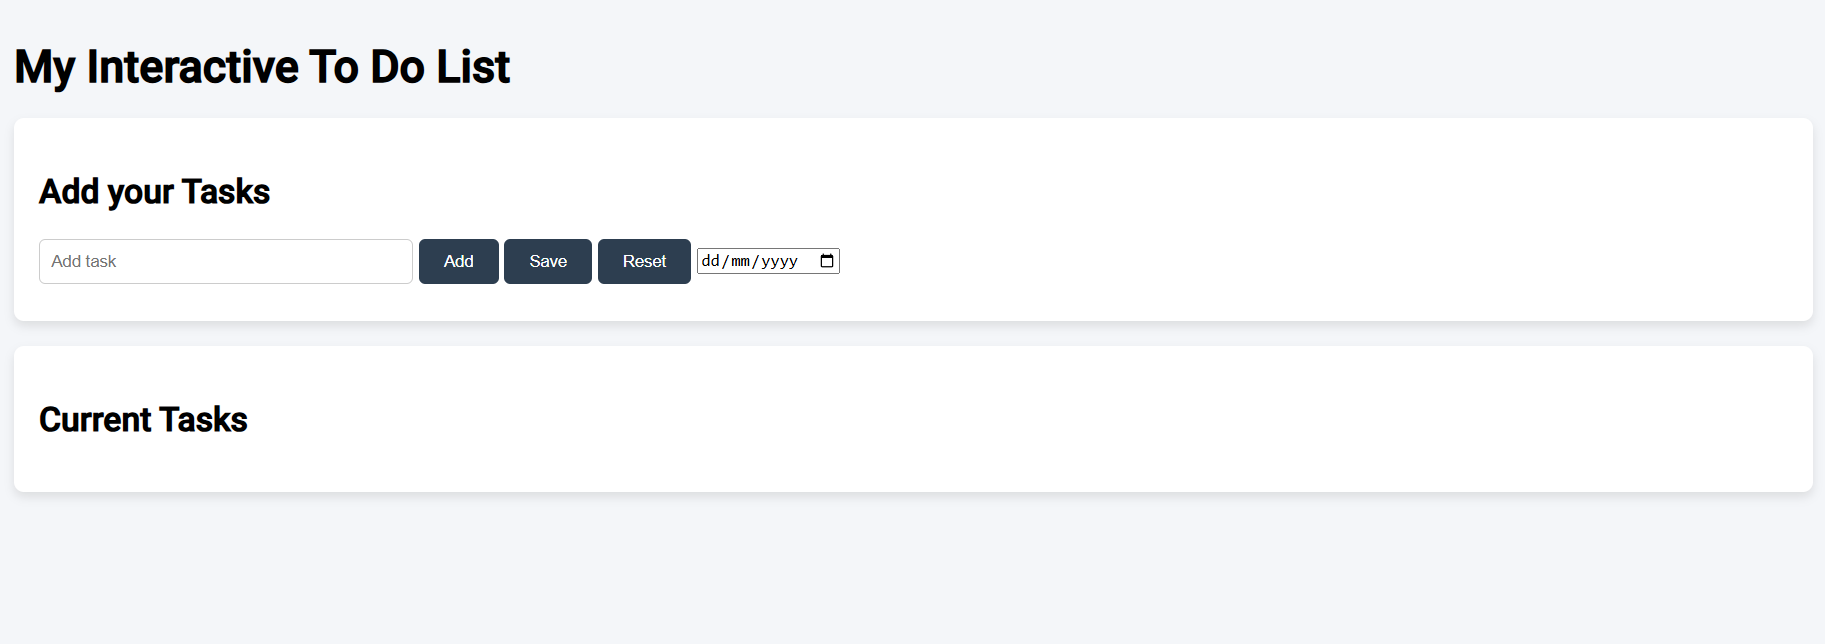 My Interactive To Do List
Add your Tasks
Add task Add Save Reset dd/mm/yyyy
Current Tasks